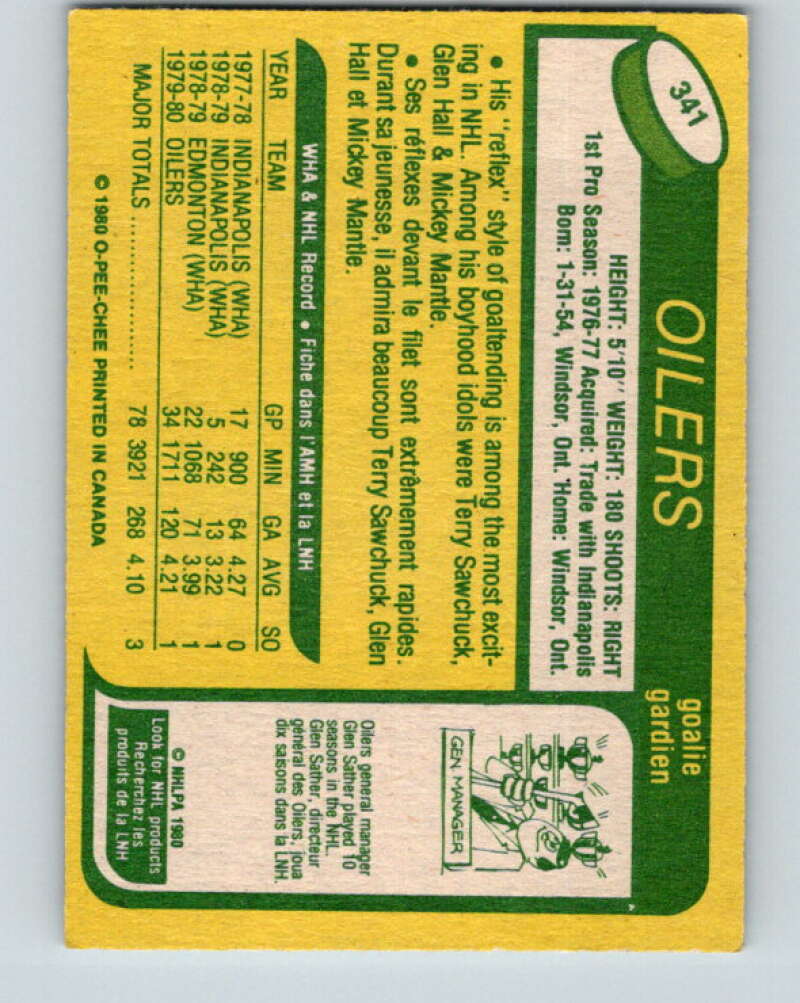 341
OILERS
goalie
gardien
HEIGHT: 5'10" WEIGHT: 180 SHOOTS: RIGHT
1st Pro Season: 1976-77 Acquired: Trade with Indianapolis
Born: 1-31-54, Windsor, Ont. Home: Windsor, Ont.
• His "reflex" style of goaltending is among the most excit-
ing in NHL. Among his boyhood idols were Terry Sawchuck,
Glen Hall & Mickey Mantle.
• Ses réflexes devant le filet sont extrêmement rapides.
Durant sa jeunesse, il admira beaucoup Terry Sawchuck, Glen
Hall et Mickey Mantle.
WHA & NHL Record • Fiche dans l'AMH et la LNH
YEAR TEAM GP MIN GA AVG SO
1977-78 INDIANAPOLIS (WHA) 17 900 64 4.27 0
1978-79 INDIANAPOLIS (WHA) 5 242 13 3.22 1
1978-79 EDMONTON (WHA) 22 1068 71 3.99 1
1979-80 OILERS 34 1711 120 4.21 1
MAJOR TOTALS .................... 78 3921 268 4.10 3
© 1980 O-PEE-CHEE PRINTED IN CANADA
GEN. MANAGER
Oilers general manager
Glen Sather played 10
seasons in the NHL.
Glen Sather, directeur
général des Oilers, joua
dix saisons dans la LNH.
© NHLPA 1980
Look for NHL products
Recherchez les
produits de la LNH
A